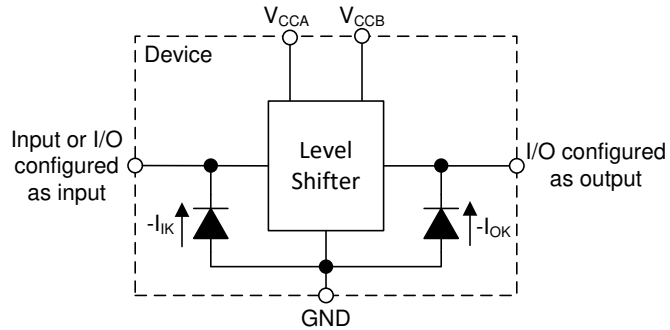 VCCA VCCB
Device
Input or I/O
configured
as input
Level
Shifter
I/O configured
as output
-IIK
-IOK
GND